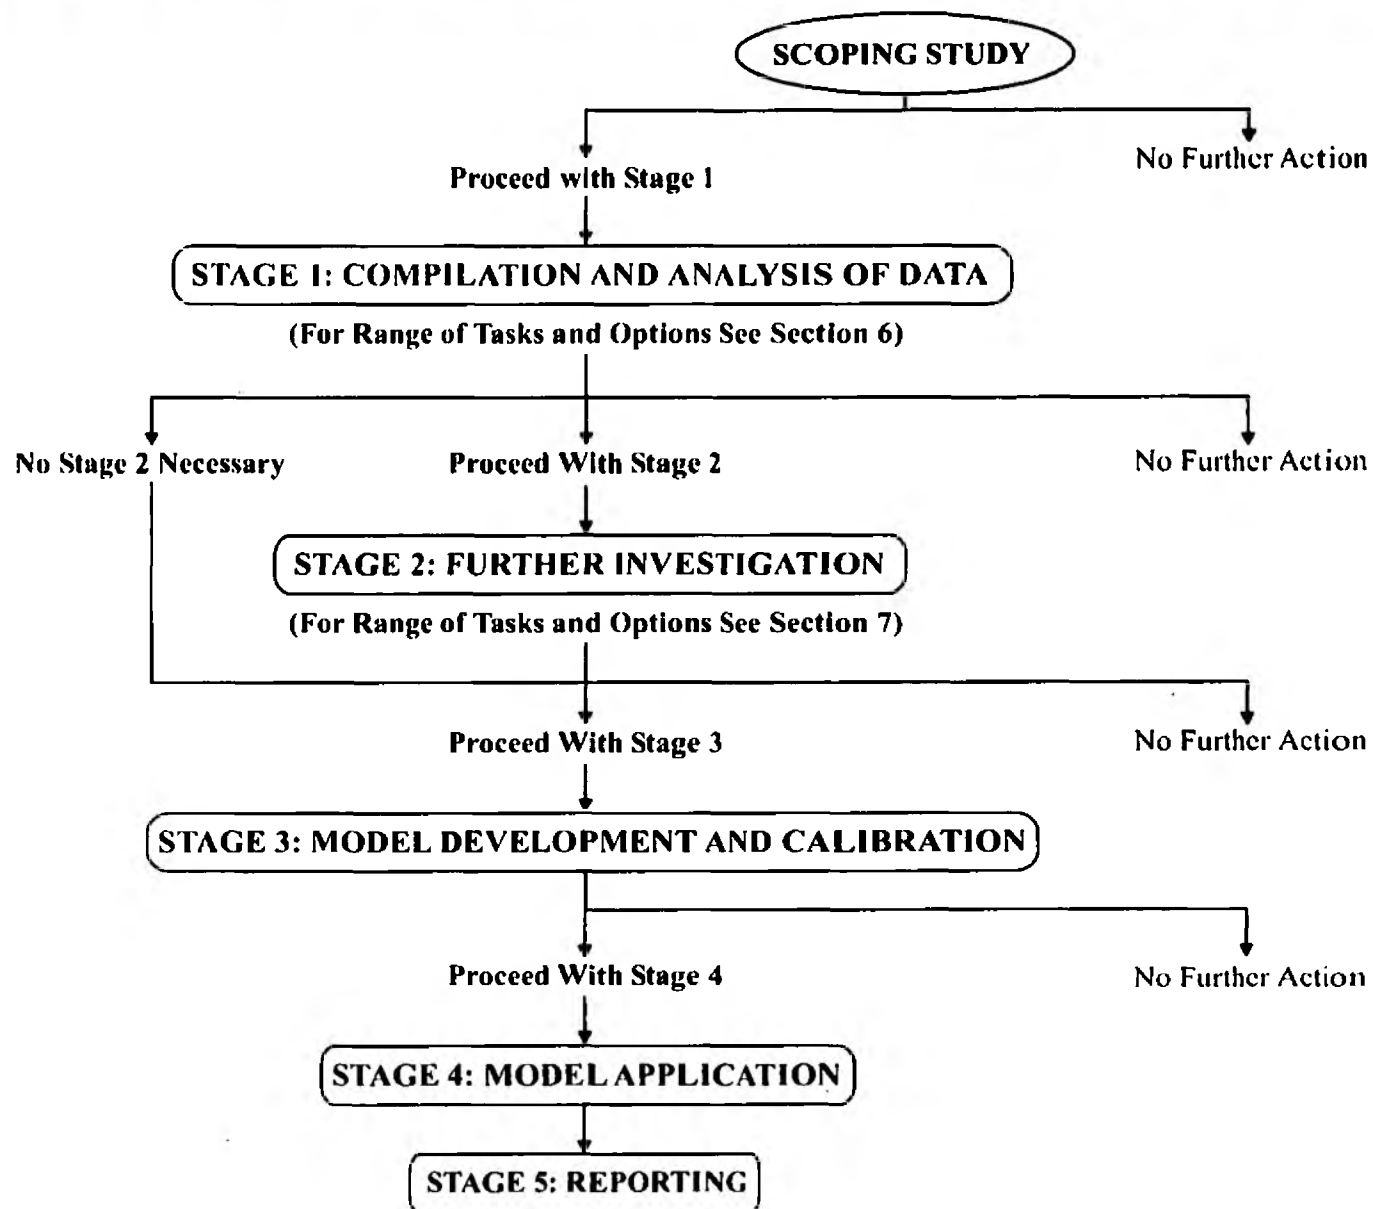 SCOPING STUDY
No Further Action
Proceed with Stage 1
STAGE 1: COMPILATION AND ANALYSIS OF DATA
(For Range of Tasks and Options See Section 6)
No Stage 2 Necessary
Proceed With Stage 2
No Further Action
STAGE 2: FURTHER INVESTIGATION
(For Range of Tasks and Options See Section 7)
Proceed With Stage 3
No Further Action
STAGE 3: MODEL DEVELOPMENT AND CALIBRATION
Proceed With Stage 4
No Further Action
STAGE 4: MODEL APPLICATION
STAGE 5: REPORTING